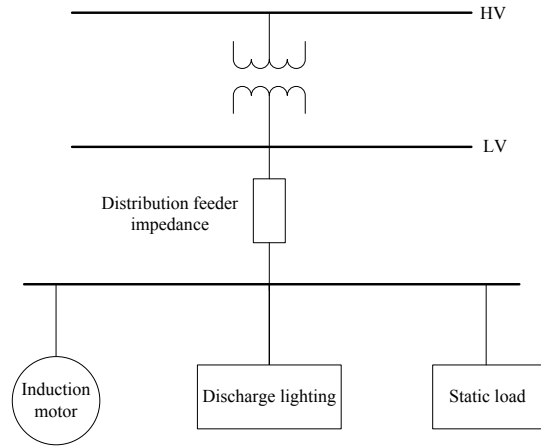 HV
LV
Distribution feeder
impedance
Induction
motor
Discharge lighting
Static load